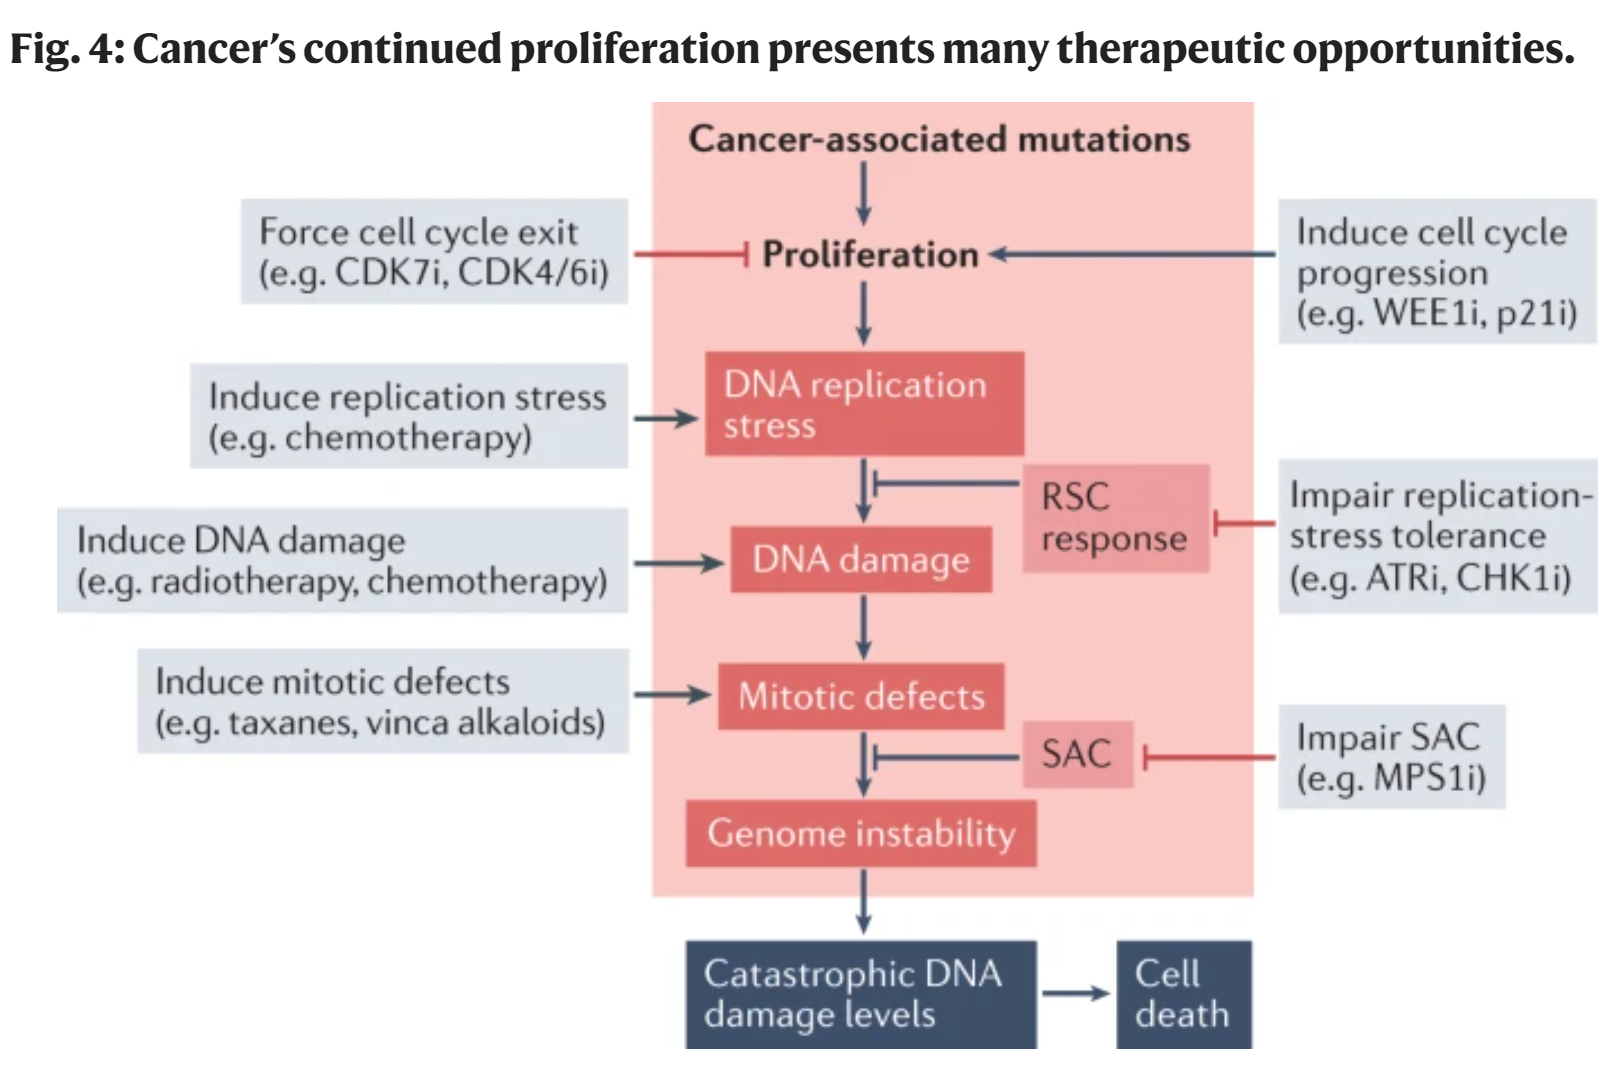 Fig. 4: Cancer’s continued proliferation presents many therapeutic opportunities.
Cancer-associated mutations
Force cell cycle exit
(e.g. CDK7i, CDK4/6i)
Proliferation
Induce cell cycle
progression
(e.g. WEE1i, p21i)
Induce replication stress
(e.g. chemotherapy)
DNA replication
stress
RSC
response
Impair replication-
stress tolerance
(e.g. ATRi, CHK1i)
Induce DNA damage
(e.g. radiotherapy, chemotherapy)
DNA damage
Induce mitotic defects
(e.g. taxanes, vinca alkaloids)
Mitotic defects
SAC
Impair SAC
(e.g. MPS1i)
Genome instability
Catastrophic DNA
damage levels
Cell
death